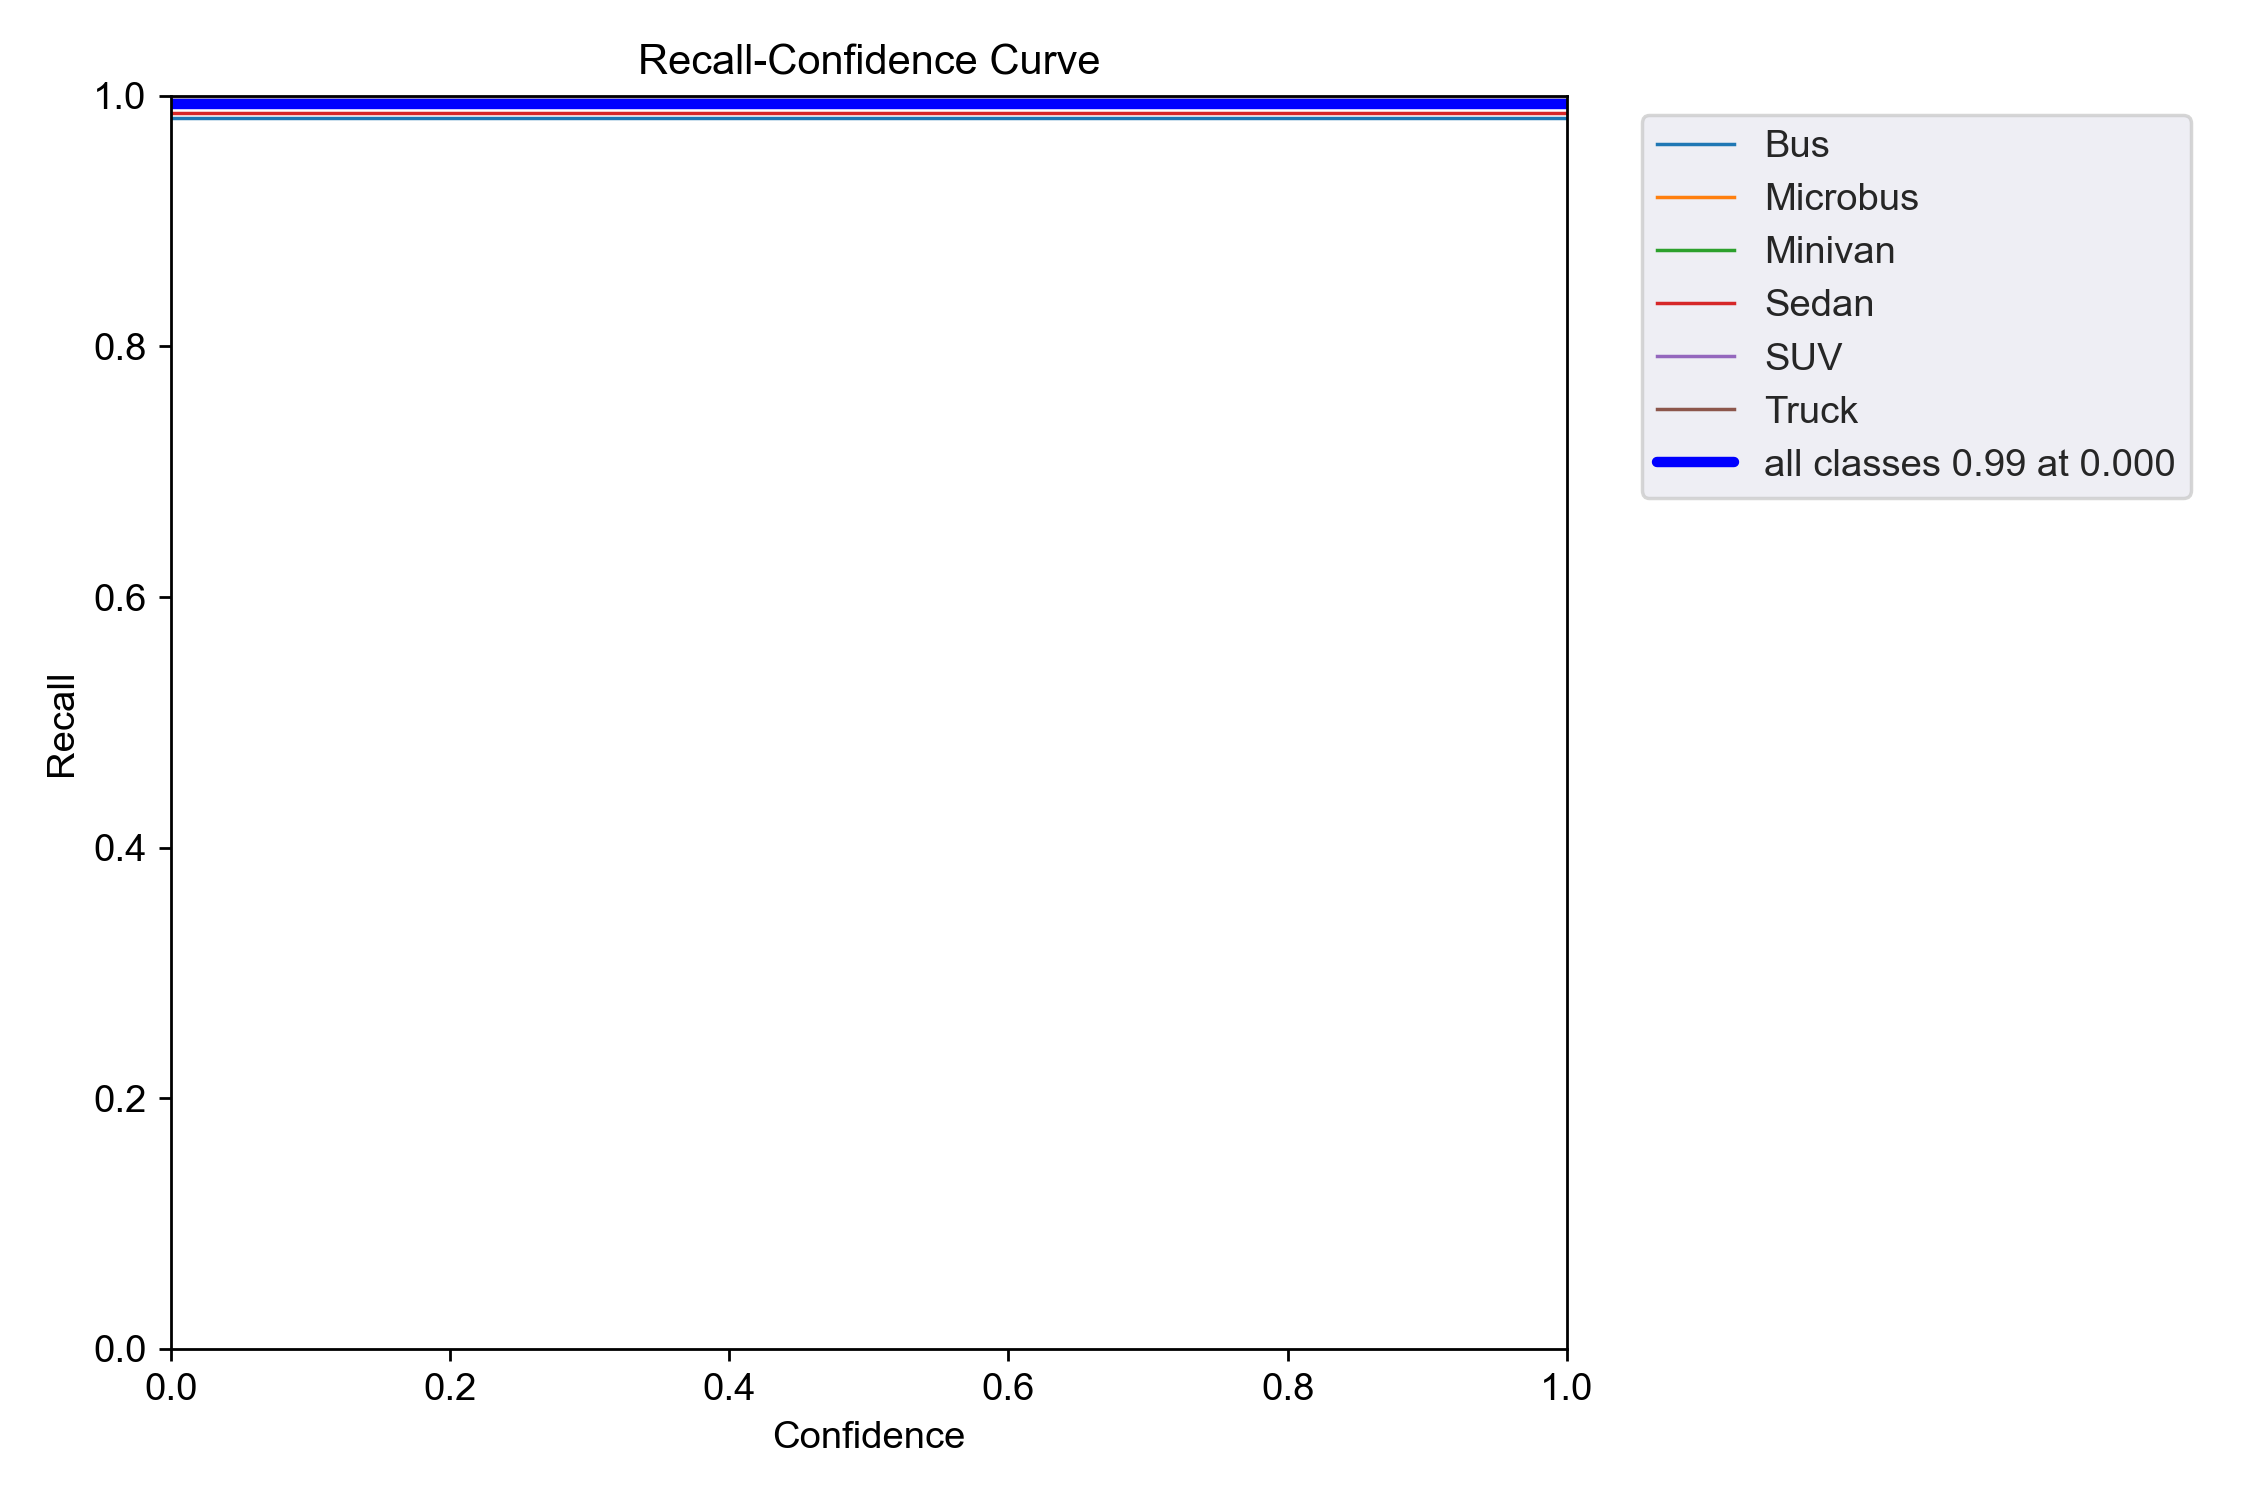 Recall-Confidence Curve
1.0
0.8
0.6
0.4
0.2
0.0
Recall
0.0 0.2 0.4 0.6 0.8 1.0
Confidence
Bus
Microbus
Minivan
Sedan
SUV
Truck
all classes 0.99 at 0.000